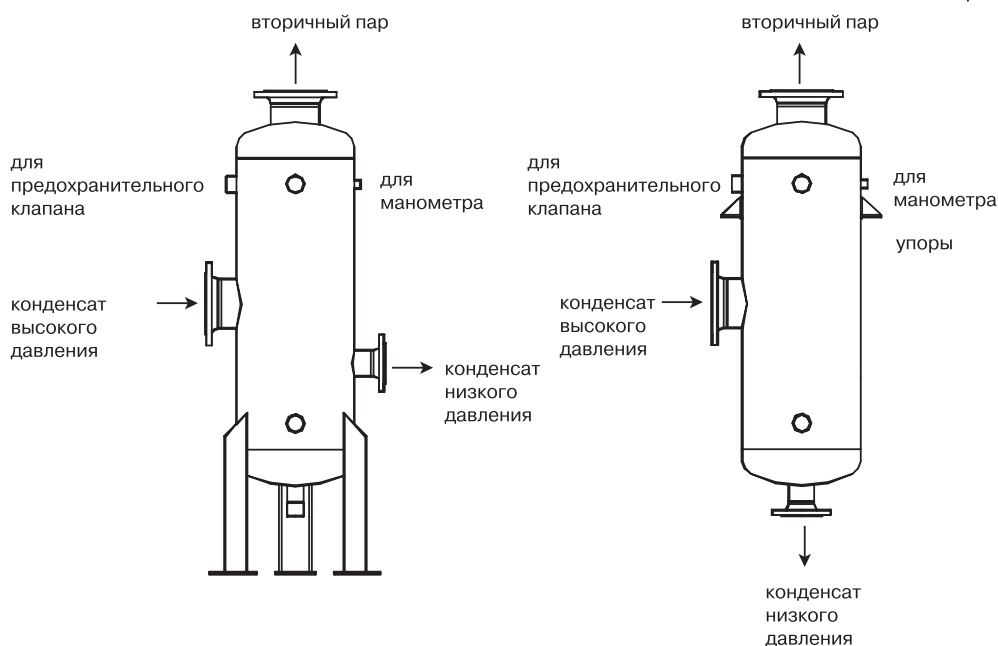 вторичный пар
для
предохранительного
клапана
для
манометра
конденсат
высокого
давления
конденсат
низкого
давления
вторичный пар
для
предохранительного
клапана
для
манометра
упоры
конденсат
высокого
давления
конденсат
низкого
давления